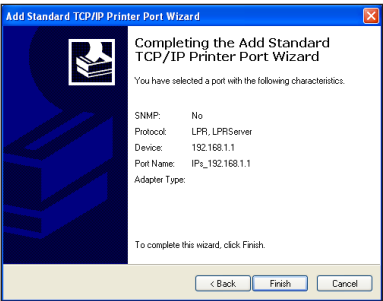 Add Standard TCP/IP Printer Port Wizard
Completing the Add Standard
TCP/IP Printer Port Wizard
You have selected a port with the following characteristics.
SNMP: No
Protocol: LPR, LPRServer
Device: 192.168.1.1
Port Name: IPs_192.168.1.1
Adapter Type:
To complete this wizard, click Finish.
< Back Finish Cancel